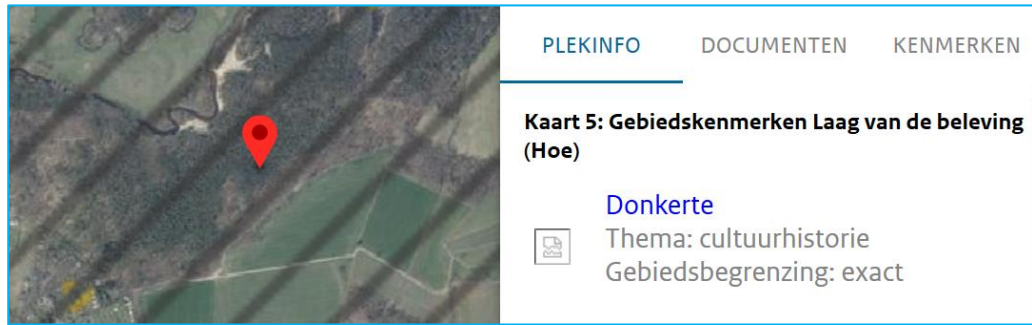 PLEKINFO DOCUMENTEN KENMERKEN
Kaart 5: Gebiedskenmerken Laag van de beleving
(Hoe)
Donkerte
Thema: cultuurhistorie
Gebiedsbegrenzing: exact